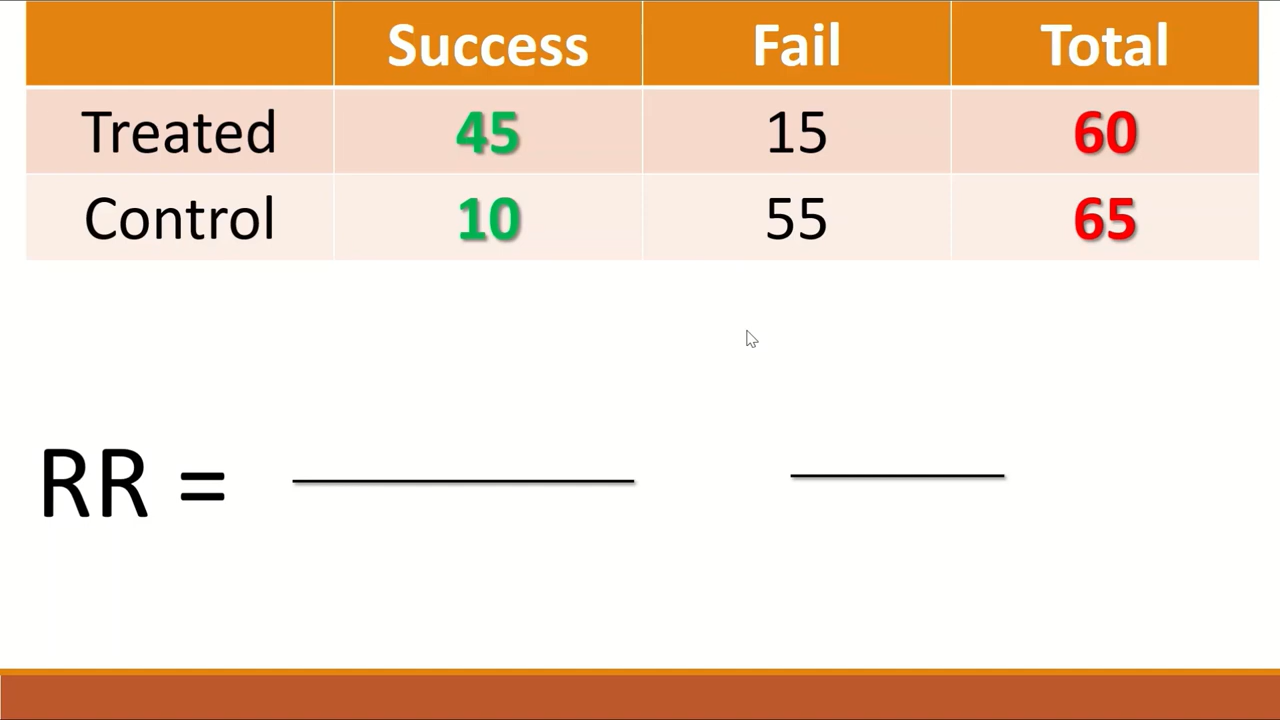 Success Fail Total
Treated 45 15 60
Control 10 55 65
RR =